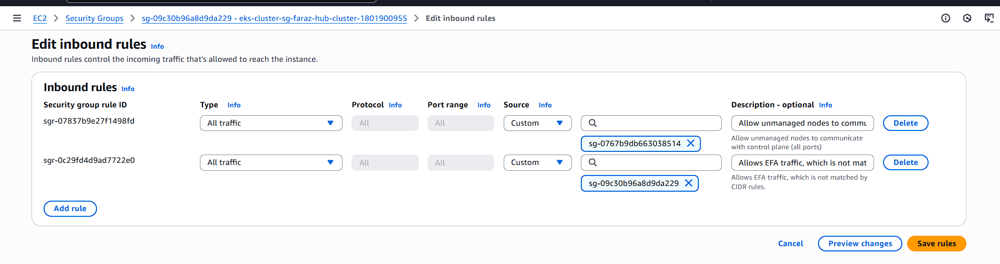 EC2 > Security Groups > sg-09c30b96a8d9da229 - eks-cluster-sg-faraz-hub-cluster-1801900955 > Edit inbound rules
Edit inbound rules Info
Inbound rules control the incoming traffic that's allowed to reach the instance.
Inbound rules Info
Security group rule ID Type Info Protocol Info Port range Info Source Info Description - optional Info
sgr-07837b9e27f1498fd All traffic All All Custom Allow unmanaged nodes to commu Delete
sg-0767b9db663038514 Allow unmanaged nodes to communicate
with control plane (all ports)
sgr-0c29fd4d9ad7722e0 All traffic All All Custom Allows EFA traffic, which is not mat Delete
sg-09c30b96a8d9da229 Allows EFA traffic, which is not matched by
CIDR rules.
Add rule
Cancel Preview changes Save rules